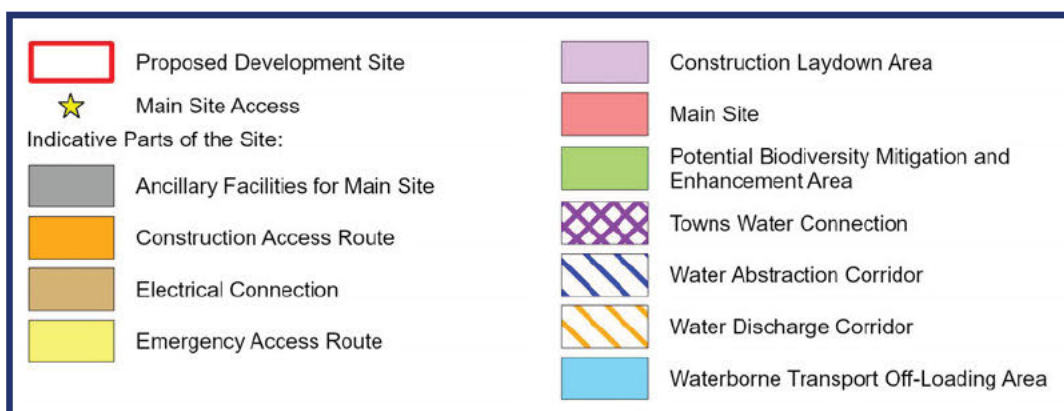 Proposed Development Site
Main Site Access
Indicative Parts of the Site:
Ancillary Facilities for Main Site
Construction Access Route
Electrical Connection
Emergency Access Route
Construction Laydown Area
Main Site
Potential Biodiversity Mitigation and
Enhancement Area
Towns Water Connection
Water Abstraction Corridor
Water Discharge Corridor
Waterborne Transport Off-Loading Area